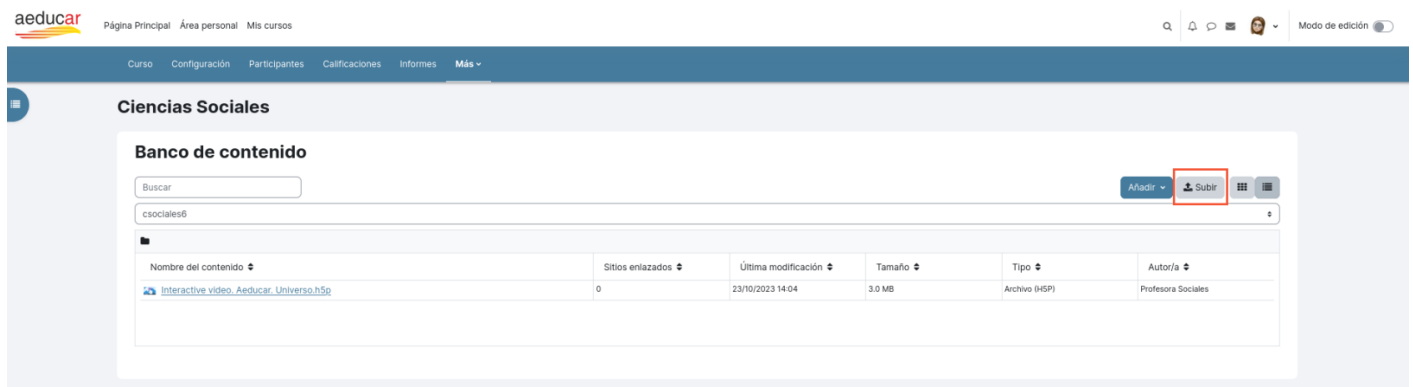 aeducar
Página Principal Área personal Mis cursos
Modo de edición
Curso Configuración Participantes Calificaciones Informes Más
Ciencias Sociales
Banco de contenido
Buscar
Añadir Subir
csociales6
Nombre del contenido Sitios enlazados Última modificación Tamaño Tipo Autor/a
Interactive video. Aeducar. Universo.h5p 0 23/10/2023 14:04 3.0 MB Archivo (H5P) Profesora Sociales